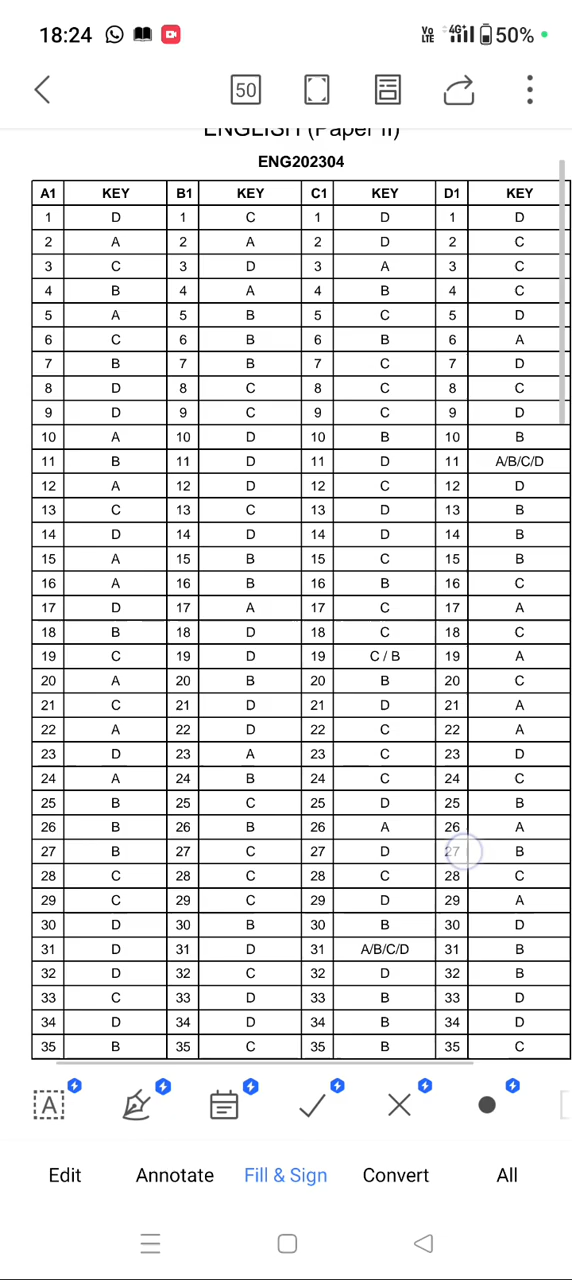 18:24 Vo LTE 4G+ 50%
50
ENGLISH (Paper II)
ENG202304
A1 KEY B1 KEY C1 KEY D1 KEY
1 D 1 C 1 D 1 D
2 A 2 A 2 D 2 C
3 C 3 D 3 A 3 C
4 B 4 A 4 B 4 C
5 A 5 B 5 C 5 D
6 C 6 B 6 B 6 A
7 B 7 B 7 C 7 D
8 D 8 C 8 C 8 C
9 D 9 C 9 C 9 D
10 A 10 D 10 B 10 B
11 B 11 D 11 D 11 A/B/C/D
12 A 12 D 12 C 12 D
13 C 13 C 13 D 13 B
14 D 14 D 14 D 14 B
15 A 15 B 15 C 15 B
16 A 16 B 16 B 16 C
17 D 17 A 17 C 17 A
18 B 18 D 18 C 18 C
19 C 19 D 19 C / B 19 A
20 A 20 B 20 B 20 C
21 C 21 D 21 D 21 A
22 A 22 D 22 C 22 A
23 D 23 A 23 C 23 D
24 A 24 B 24 C 24 C
25 B 25 C 25 D 25 B
26 B 26 B 26 A 26 A
27 B 27 C 27 D 27 B
28 C 28 C 28 C 28 C
29 C 29 C 29 D 29 A
30 D 30 B 30 B 30 D
31 D 31 D 31 A/B/C/D 31 B
32 D 32 C 32 D 32 B
33 C 33 D 33 B 33 D
34 D 34 D 34 B 34 D
35 B 35 C 35 B 35 C
A
Edit Annotate Fill & Sign Convert All